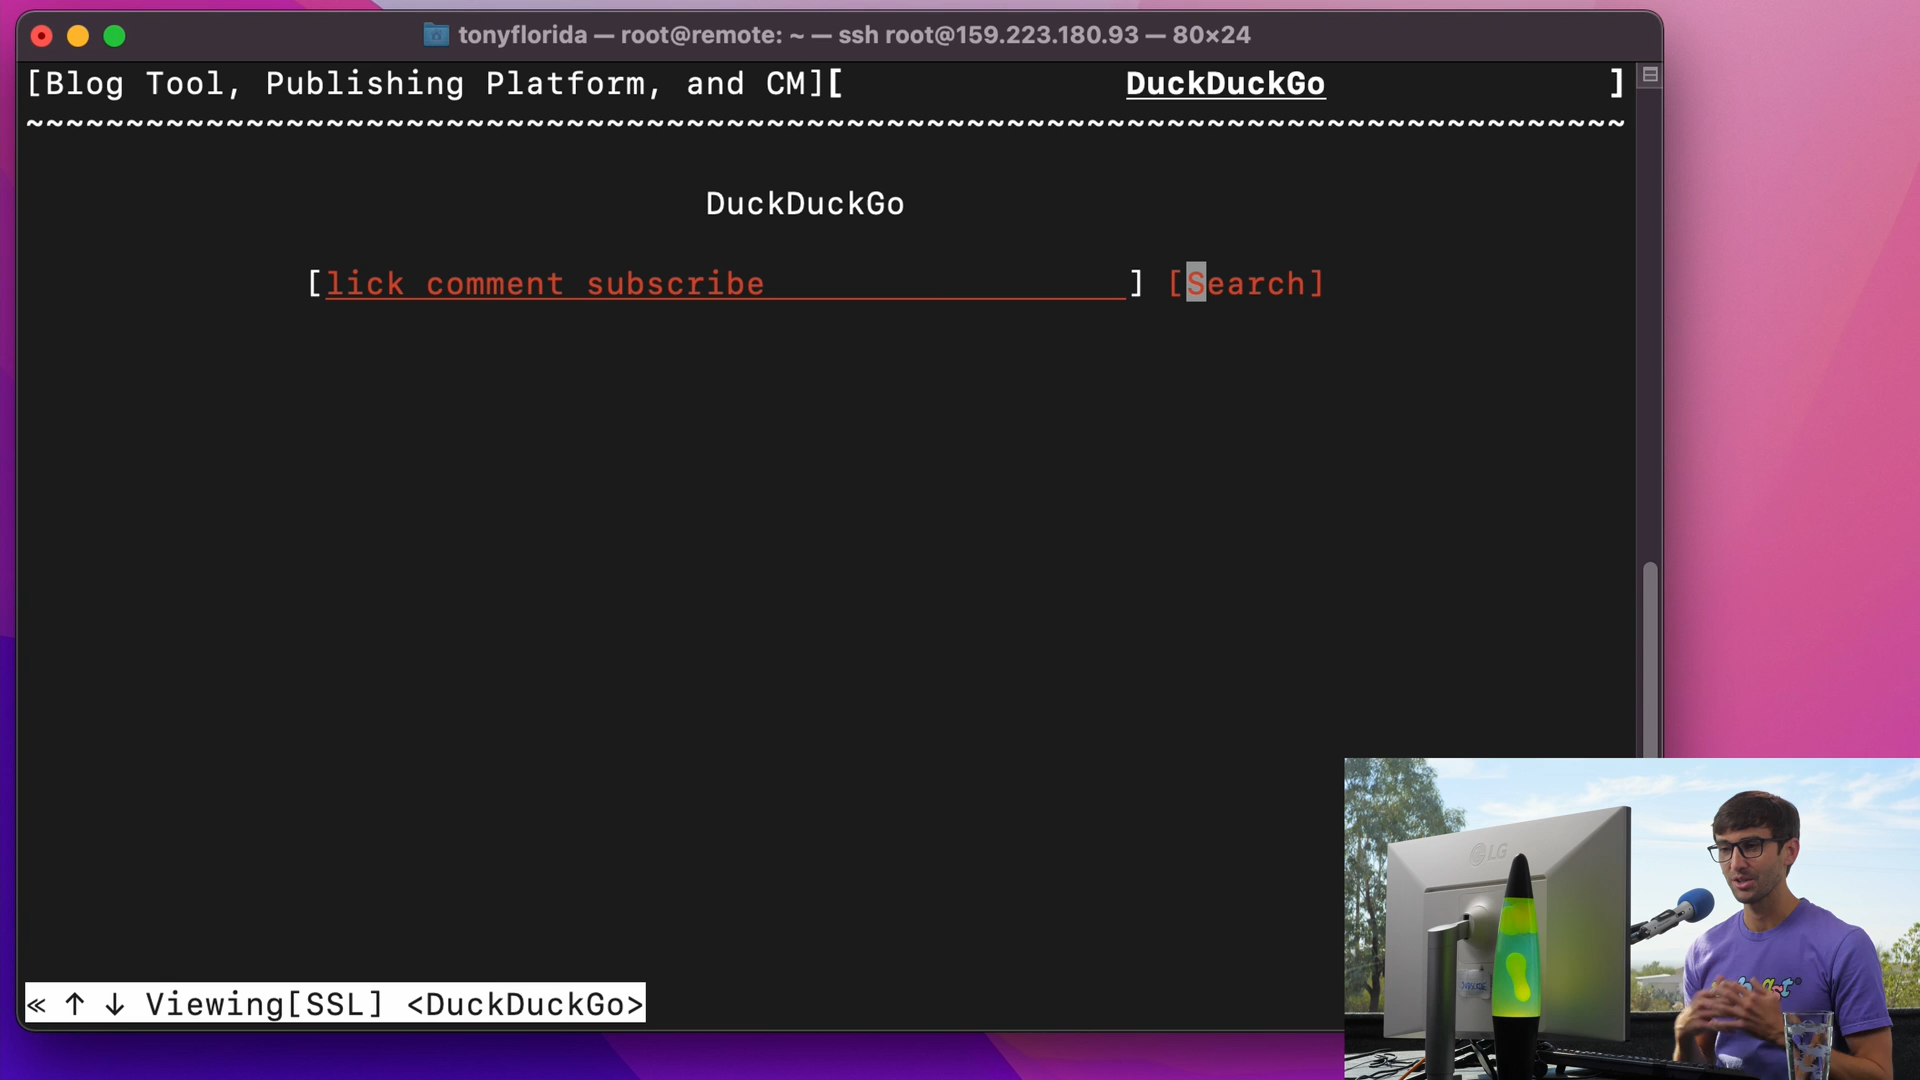 tonyflorida — root@remote: ~ — ssh root@159.223.180.93 — 80×24
[Blog Tool, Publishing Platform, and CM][ DuckDuckGo ]
~~~~~~~~~~~~~~~~~~~~~~~~~~~~~~~~~~~~~~~~~~~~~~~~~~~~~~~~~~~~~~~~~~~~~~~~~~~~~~~~
DuckDuckGo
[lick comment subscribe ] [Search]
« ↑ ↓ Viewing[SSL] <DuckDuckGo>
LG